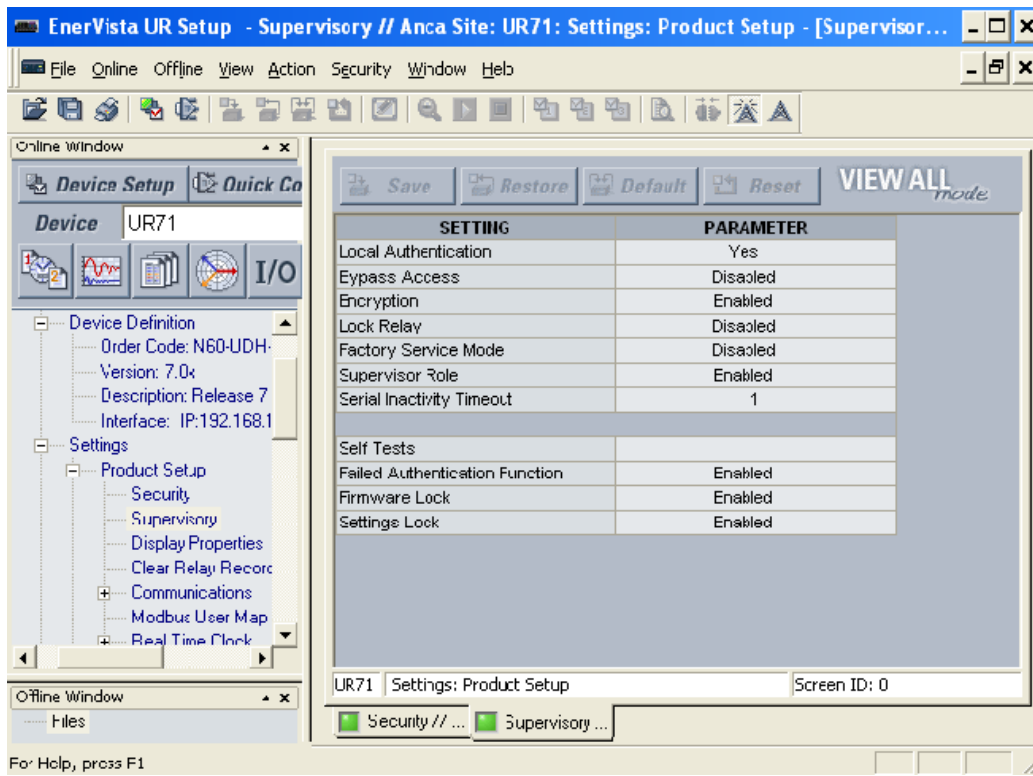 EnerVista UR Setup - Supervisory // Anca Site: UR71: Settings: Product Setup - [Supervisor...
File Online Offline View Action Security Window Help
Online Window
Device Setup Quick Co
Device UR71
I/O
Device Definition
Order Code: N60-UDH-
Version: 7.0x
Description: Release 7
Interface: IP:192.168.1
Settings
Product Setup
Security
Supervisory
Display Properties
Clear Relay Record
Communications
Modbus User Map
Real Time Clock
Offline Window
Files
Save Restore Default Reset VIEW ALL mode
SETTING PARAMETER
Local Authentication Yes
Bypass Access Disabled
Encryption Enabled
Lock Relay Disabled
Factory Service Mode Disabled
Supervisor Role Enabled
Serial Inactivity Timeout 1
Self Tests
Failed Authentication Function Enabled
Firmware Lock Enabled
Settings Lock Enabled
UR71 Settings: Product Setup Screen ID: 0
Security // ... Supervisory ...
For Help, press F1